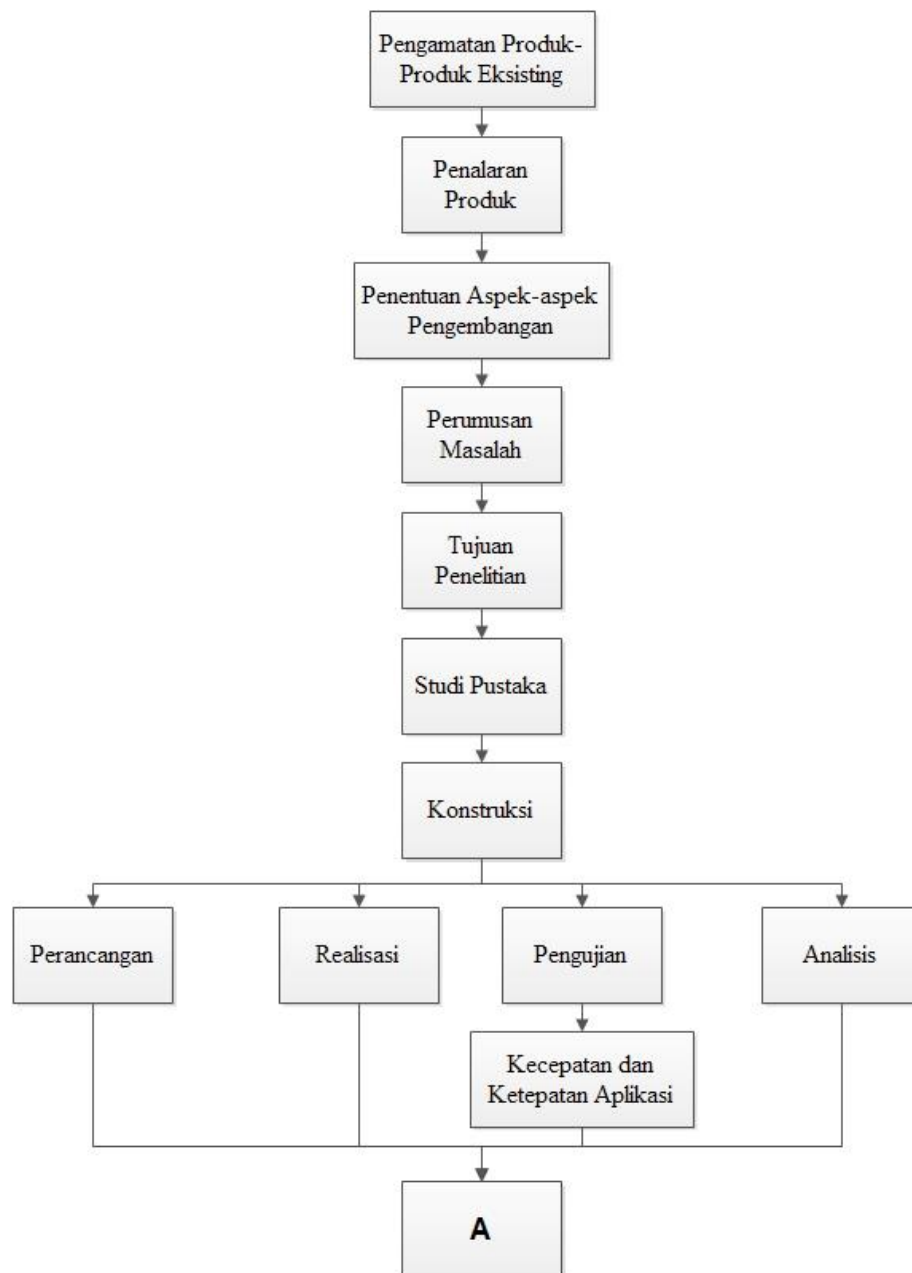 Pengamatan Produk-
Produk Eksisting
Penalaran
Produk
Penentuan Aspek-aspek
Pengembangan
Perumusan
Masalah
Tujuan
Penelitian
Studi Pustaka
Konstruksi
Perancangan
Realisasi
Pengujian
Analisis
Kecepatan dan
Ketepatan Aplikasi
A